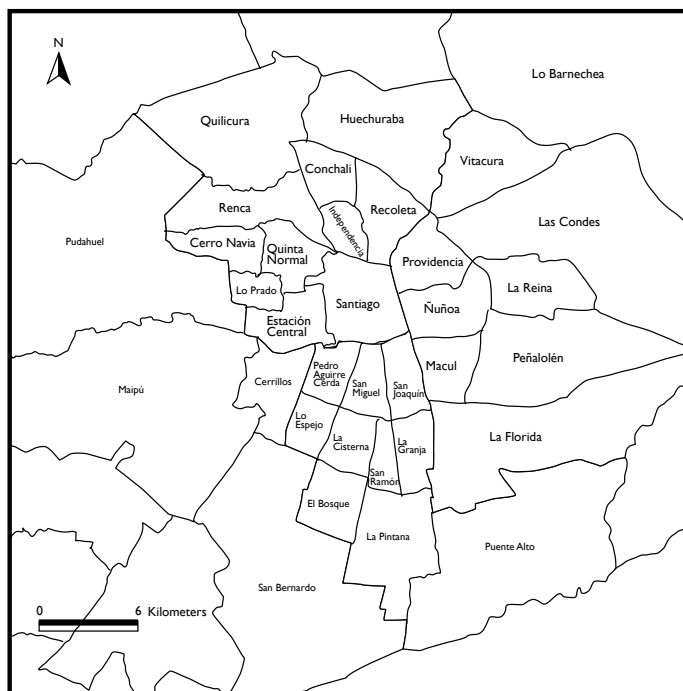 N
Lo Barnechea
Quilicura
Huechuraba
Vitacura
Conchali
Renca
Independencia
Recoleta
Las Condes
Pudahuel
Cerro Navia
Quinta
Normal
Providencia
Lo Prado
La Reina
Santiago
Ñuñoa
Estación
Central
Peñalolén
Macul
Pedro
Aguirre
Cerda
San
Miguel
San
Joaquín
Cerrillos
Maipú
Lo
Espejo
La
Cisterna
La
Granja
La Florida
San
Ramón
El Bosque
La Pintana
Puente Alto
San Bernardo
0 6 Kilometers